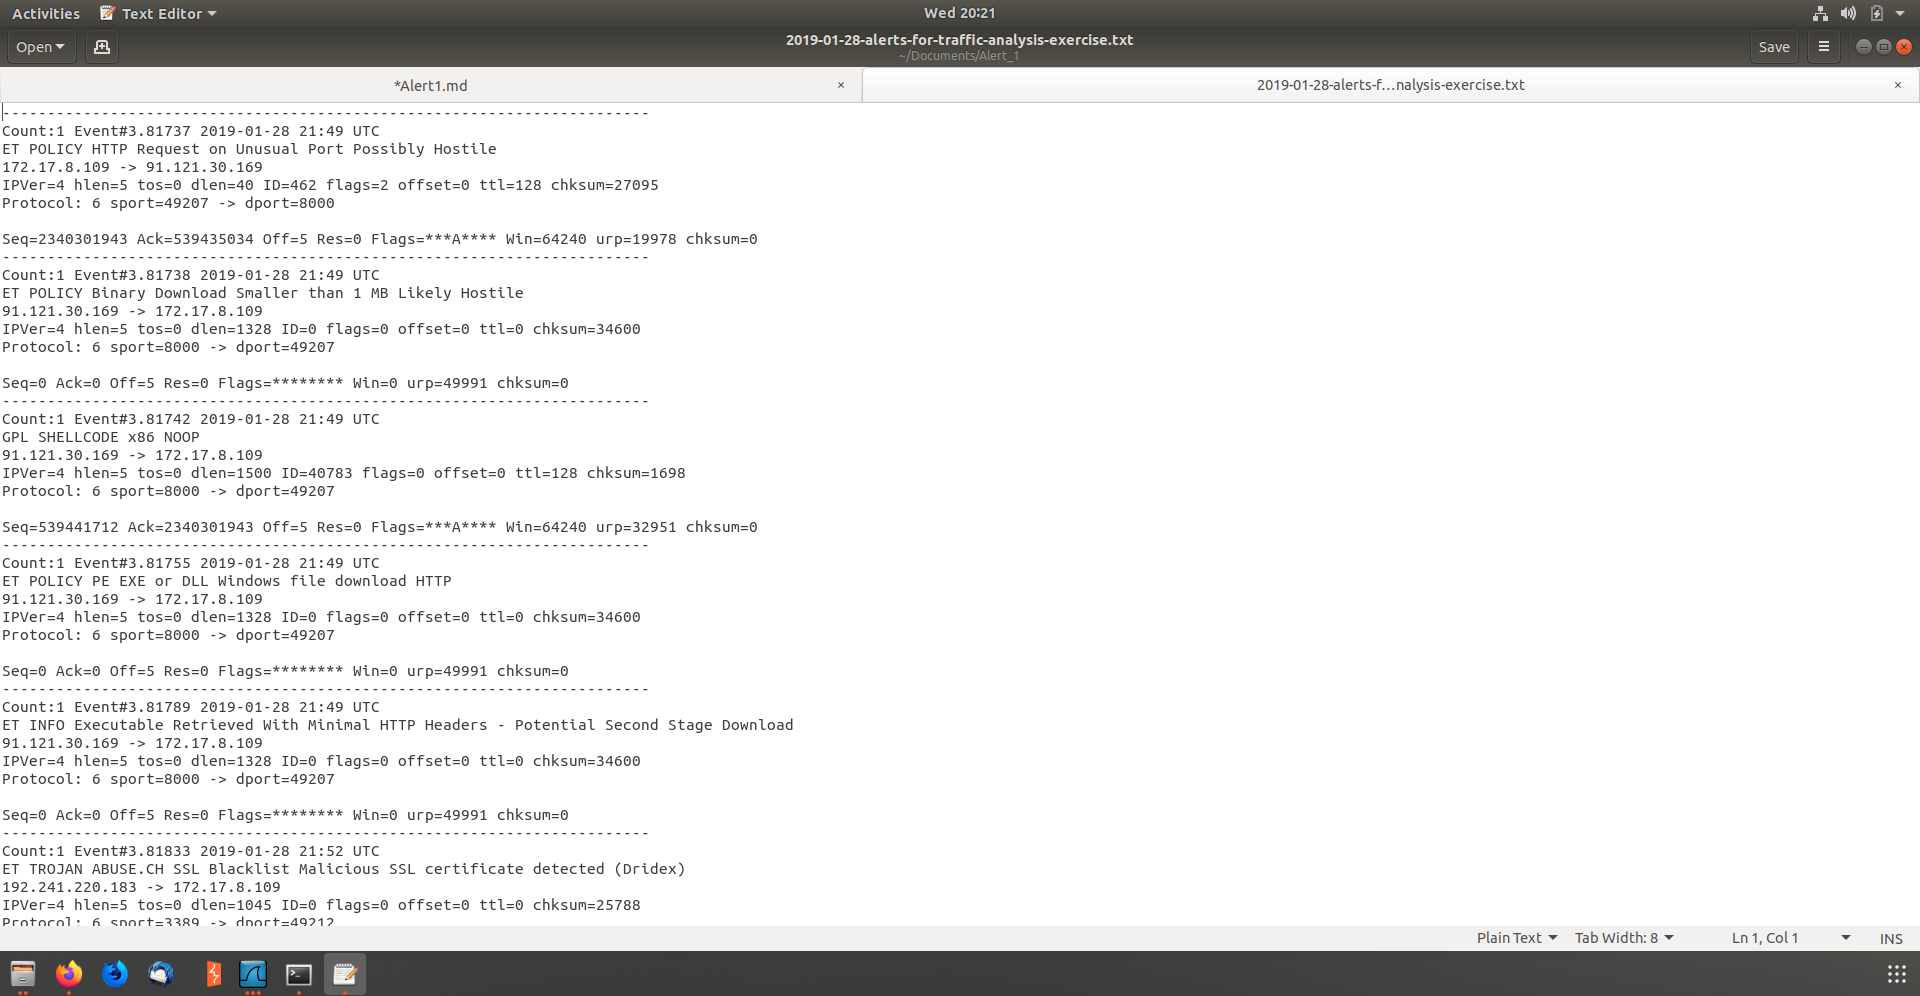 Activities Text Editor Wed 20:21
Open 2019-01-28-alerts-for-traffic-analysis-exercise.txt Save
~/Documents/Alert_1
*Alert1.md × 2019-01-28-alerts-f…nalysis-exercise.txt ×
------------------------------------------------------------------------
Count:1 Event#3.81737 2019-01-28 21:49 UTC
ET POLICY HTTP Request on Unusual Port Possibly Hostile
172.17.8.109 -> 91.121.30.169
IPVer=4 hlen=5 tos=0 dlen=40 ID=462 flags=2 offset=0 ttl=128 chksum=27095
Protocol: 6 sport=49207 -> dport=8000
Seq=2340301943 Ack=539435034 Off=5 Res=0 Flags=***A**** Win=64240 urp=19978 chksum=0
------------------------------------------------------------------------
Count:1 Event#3.81738 2019-01-28 21:49 UTC
ET POLICY Binary Download Smaller than 1 MB Likely Hostile
91.121.30.169 -> 172.17.8.109
IPVer=4 hlen=5 tos=0 dlen=1328 ID=0 flags=0 offset=0 ttl=0 chksum=34600
Protocol: 6 sport=8000 -> dport=49207
Seq=0 Ack=0 Off=5 Res=0 Flags=******** Win=0 urp=49991 chksum=0
------------------------------------------------------------------------
Count:1 Event#3.81742 2019-01-28 21:49 UTC
GPL SHELLCODE x86 NOOP
91.121.30.169 -> 172.17.8.109
IPVer=4 hlen=5 tos=0 dlen=1500 ID=40783 flags=0 offset=0 ttl=128 chksum=1698
Protocol: 6 sport=8000 -> dport=49207
Seq=539441712 Ack=2340301943 Off=5 Res=0 Flags=***A**** Win=64240 urp=32951 chksum=0
------------------------------------------------------------------------
Count:1 Event#3.81755 2019-01-28 21:49 UTC
ET POLICY PE EXE or DLL Windows file download HTTP
91.121.30.169 -> 172.17.8.109
IPVer=4 hlen=5 tos=0 dlen=1328 ID=0 flags=0 offset=0 ttl=0 chksum=34600
Protocol: 6 sport=8000 -> dport=49207
Seq=0 Ack=0 Off=5 Res=0 Flags=******** Win=0 urp=49991 chksum=0
------------------------------------------------------------------------
Count:1 Event#3.81789 2019-01-28 21:49 UTC
ET INFO Executable Retrieved With Minimal HTTP Headers - Potential Second Stage Download
91.121.30.169 -> 172.17.8.109
IPVer=4 hlen=5 tos=0 dlen=1328 ID=0 flags=0 offset=0 ttl=0 chksum=34600
Protocol: 6 sport=8000 -> dport=49207
Seq=0 Ack=0 Off=5 Res=0 Flags=******** Win=0 urp=49991 chksum=0
------------------------------------------------------------------------
Count:1 Event#3.81833 2019-01-28 21:52 UTC
ET TROJAN ABUSE.CH SSL Blacklist Malicious SSL certificate detected (Dridex)
192.241.220.183 -> 172.17.8.109
IPVer=4 hlen=5 tos=0 dlen=1045 ID=0 flags=0 offset=0 ttl=0 chksum=25788
Protocol: 6 sport=3389 -> dport=49212
Plain Text Tab Width: 8 Ln 1, Col 1 INS